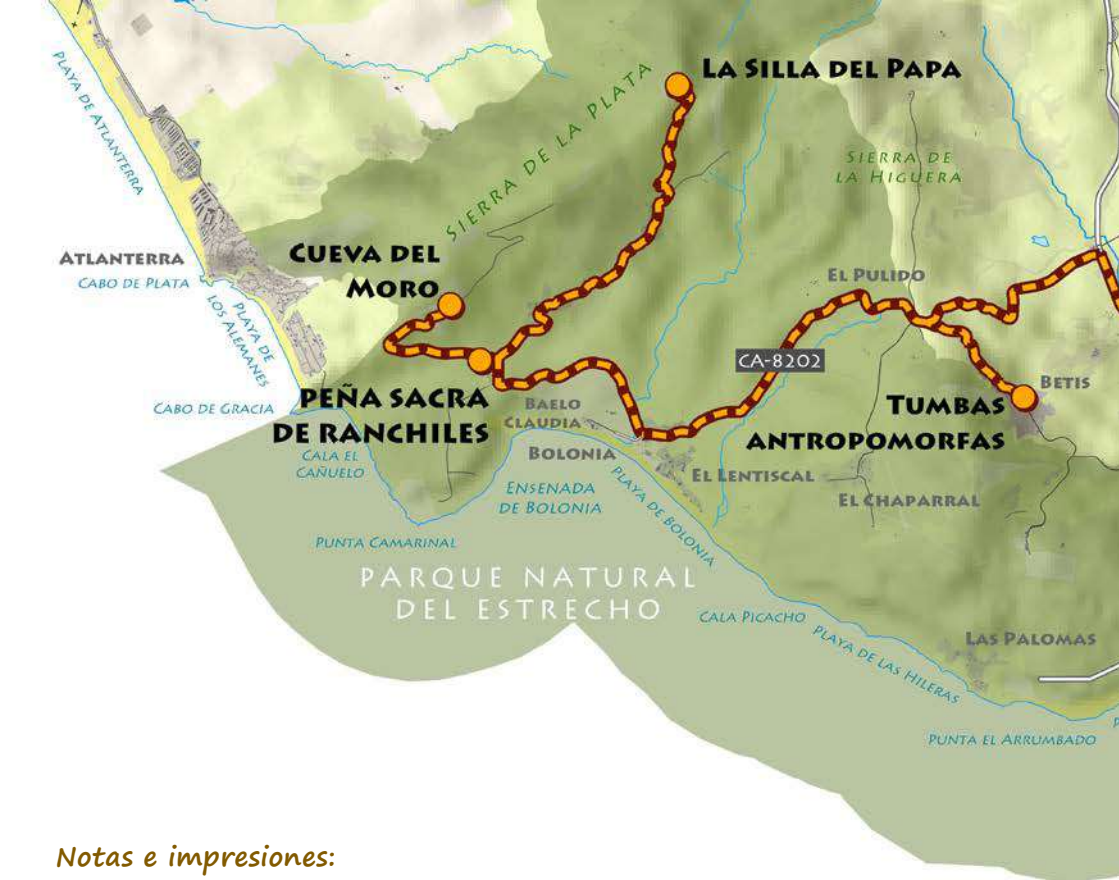 LA SILLA DEL PAPA
PLAYA DE ATLANTERRA
SIERRA DE LA PLATA
SIERRA DE
LA HIGUERA
ATLANTERRA
CABO DE PLATA
CUEVA DEL
MORO
EL PULIDO
PLAYA DE
LOS ALEMANES
CA-8202
BETIS
CABO DE GRACIA
PEÑA SACRA
DE RANCHILES
BAELO
CLAUDIA
TUMBAS
ANTROPOMORFAS
BOLONIA
CALA EL
CAÑUELO
EL LENTISCAL
ENSENADA
DE BOLONIA
PLAYA DE BOLONIA
EL CHAPARRAL
PUNTA CAMARINAL
PARQUE NATURAL
DEL ESTRECHO
CALA PICACHO
PLAYA DE LAS HILERAS
LAS PALOMAS
PUNTA EL ARRUMBADO
Notas e impresiones: